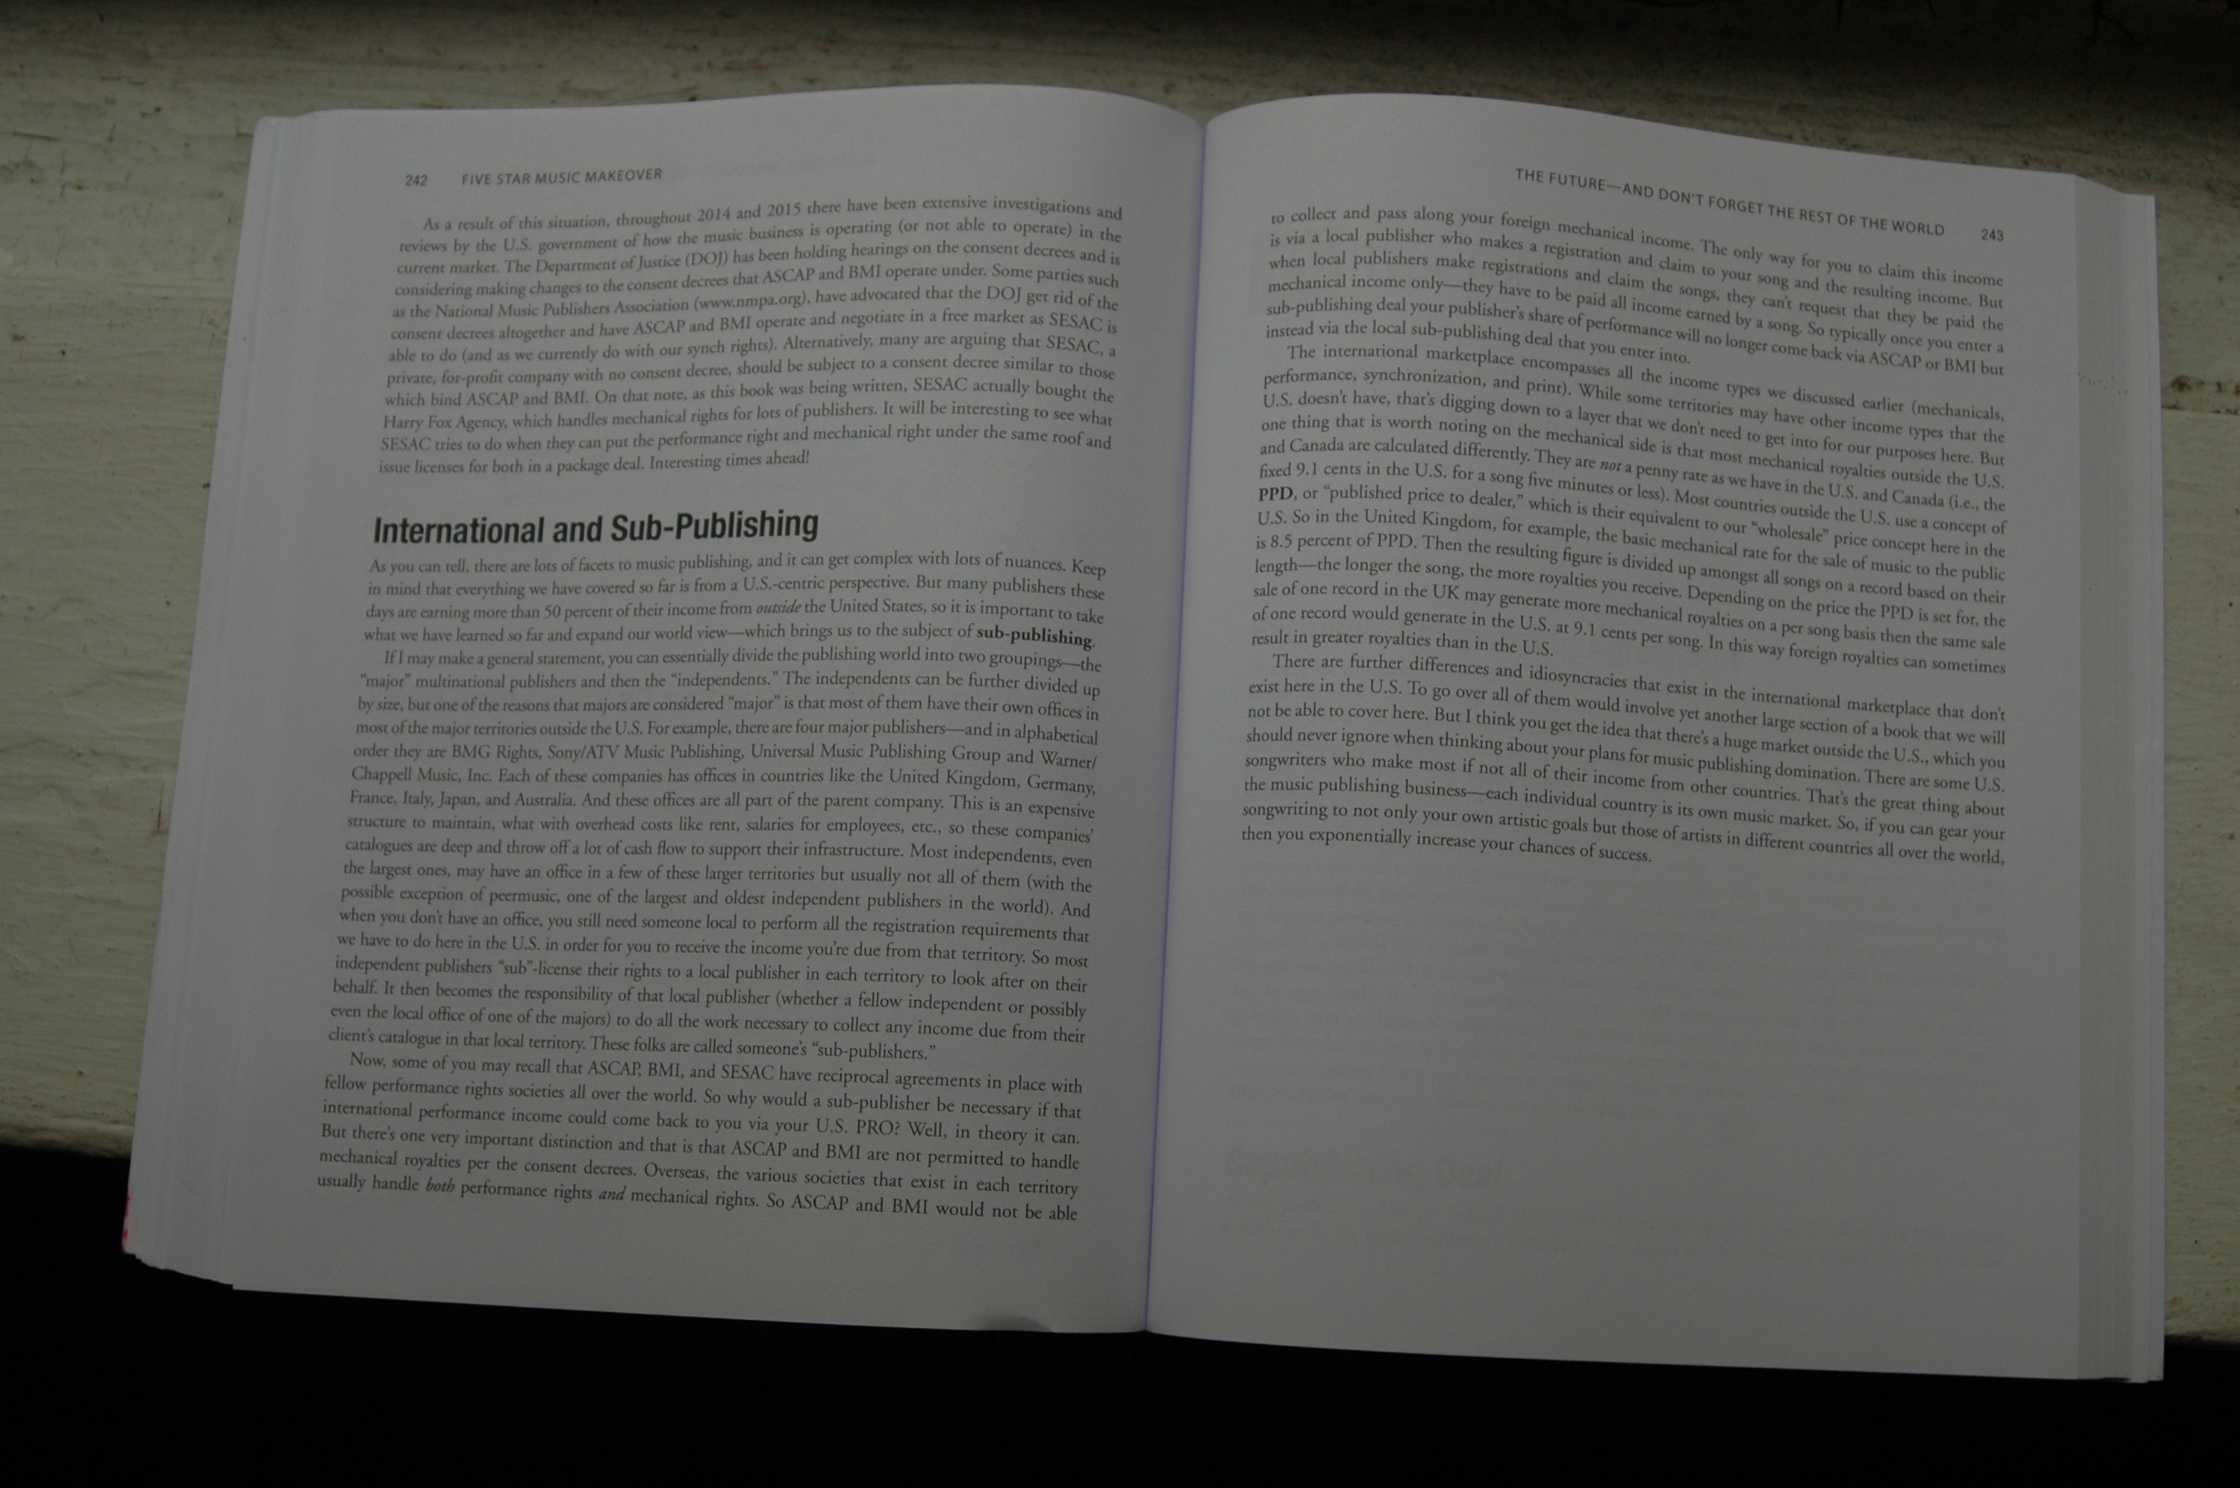 242 FIVE STAR MUSIC MAKEOVER
As a result of this situation, throughout 2014 and 2015 there have been extensive investigations and
reviews by the U.S. government of how the music business is operating (or not able to operate) in the
current market. The Department of Justice (DOJ) has been holding hearings on the consent decrees and is
considering making changes to the consent decrees that ASCAP and BMI operate under. Some parties such
as the National Music Publishers Association (www.nmpa.org), have advocated that the DOJ get rid of the
consent decrees altogether and have ASCAP and BMI operate and negotiate in a free market as SESAC is
able to do (and as we currently do with our synch rights). Alternatively, many are arguing that SESAC, a
private, for-profit company with no consent decree, should be subject to a consent decree similar to those
which bind ASCAP and BMI. On that note, as this book was being written, SESAC actually bought the
Harry Fox Agency, which handles mechanical rights for lots of publishers. It will be interesting to see what
SESAC tries to do when they can put the performance right and mechanical right under the same roof and
issue licenses for both in a package deal. Interesting times ahead!
International and Sub-Publishing
As you can tell, there are lots of facets to music publishing, and it can get complex with lots of nuances. Keep
in mind that everything we have covered so far is from a U.S.-centric perspective. But many publishers these
days are earning more than 50 percent of their income from outside the United States, so it is important to take
what we have learned so far and expand our world view—which brings us to the subject of sub-publishing.
If I may make a general statement, you can essentially divide the publishing world into two groupings—the
"major" multinational publishers and then the "independents." The independents can be further divided up
by size, but one of the reasons that majors are considered "major" is that most of them have their own offices in
most of the major territories outside the U.S. For example, there are four major publishers—and in alphabetical
order they are BMG Rights, Sony/ATV Music Publishing, Universal Music Publishing Group and Warner/
Chappell Music, Inc. Each of these companies has offices in countries like the United Kingdom, Germany,
France, Italy, Japan, and Australia. And these offices are all part of the parent company. This is an expensive
structure to maintain, what with overhead costs like rent, salaries for employees, etc., so these companies'
catalogues are deep and throw off a lot of cash flow to support their infrastructure. Most independents, even
the largest ones, may have an office in a few of these larger territories but usually not all of them (with the
possible exception of peermusic, one of the largest and oldest independent publishers in the world). And
when you don't have an office, you still need someone local to perform all the registration requirements that
we have to do here in the U.S. in order for you to receive the income you're due from that territory. So most
independent publishers "sub"-license their rights to a local publisher in each territory to look after on their
behalf. It then becomes the responsibility of that local publisher (whether a fellow independent or possibly
even the local office of one of the majors) to do all the work necessary to collect any income due from their
client's catalogue in that local territory. These folks are called someone's "sub-publishers."
Now, some of you may recall that ASCAP, BMI, and SESAC have reciprocal agreements in place with
fellow performance rights societies all over the world. So why would a sub-publisher be necessary if that
international performance income could come back to you via your U.S. PRO? Well, in theory it can.
But there's one very important distinction and that is that ASCAP and BMI are not permitted to handle
mechanical royalties per the consent decrees. Overseas, the various societies that exist in each territory
usually handle both performance rights and mechanical rights. So ASCAP and BMI would not be able
THE FUTURE—AND DON'T FORGET THE REST OF THE WORLD 243
to collect and pass along your foreign mechanical income. The only way for you to claim this income
is via a local publisher who makes a registration and claim to your song and the resulting income. But
when local publishers make registrations and claim the songs, they can't request that they be paid the
mechanical income only—they have to be paid all income earned by a song. So typically once you enter a
sub-publishing deal your publisher's share of performance will no longer come back via ASCAP or BMI but
instead via the local sub-publishing deal that you enter into.
The international marketplace encompasses all the income types we discussed earlier (mechanicals,
performance, synchronization, and print). While some territories may have other income types that the
U.S. doesn't have, that's digging down to a layer that we don't need to get into for our purposes here. But
one thing that is worth noting on the mechanical side is that most mechanical royalties outside the U.S.
and Canada are calculated differently. They are not a penny rate as we have in the U.S. and Canada (i.e., the
fixed 9.1 cents in the U.S. for a song five minutes or less). Most countries outside the U.S. use a concept of
PPD, or "published price to dealer," which is their equivalent to our "wholesale" price concept here in the
U.S. So in the United Kingdom, for example, the basic mechanical rate for the sale of music to the public
is 8.5 percent of PPD. Then the resulting figure is divided up amongst all songs on a record based on their
length—the longer the song, the more royalties you receive. Depending on the price the PPD is set for, the
sale of one record in the UK may generate more mechanical royalties on a per song basis then the same sale
of one record would generate in the U.S. at 9.1 cents per song. In this way foreign royalties can sometimes
result in greater royalties than in the U.S.
There are further differences and idiosyncracies that exist in the international marketplace that don't
exist here in the U.S. To go over all of them would involve yet another large section of a book that we will
not be able to cover here. But I think you get the idea that there's a huge market outside the U.S., which you
should never ignore when thinking about your plans for music publishing domination. There are some U.S.
songwriters who make most if not all of their income from other countries. That's the great thing about
the music publishing business—each individual country is its own music market. So, if you can gear your
songwriting to not only your own artistic goals but those of artists in different countries all over the world,
then you exponentially increase your chances of success.